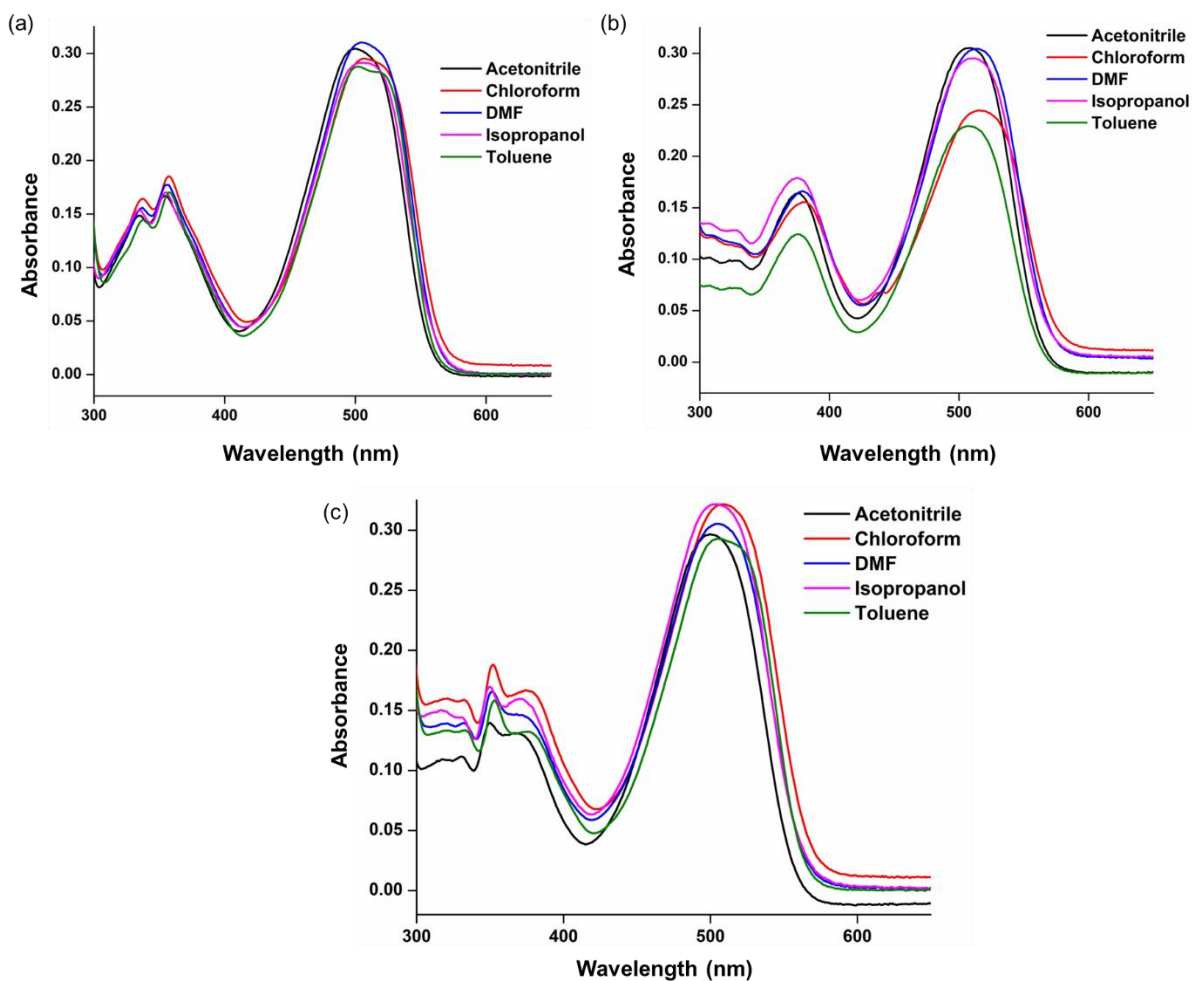 (a)
0.30
0.25
0.20
0.15
0.10
0.05
0.00
Absorbance
Acetonitrile
Chloroform
DMF
Isopropanol
Toluene
300 400 500 600
Wavelength (nm)
(b)
0.30
0.25
0.20
0.15
0.10
0.05
0.00
Absorbance
Acetonitrile
Chloroform
DMF
Isopropanol
Toluene
300 400 500 600
Wavelength (nm)
(c)
0.30
0.25
0.20
0.15
0.10
0.05
0.00
Absorbance
Acetonitrile
Chloroform
DMF
Isopropanol
Toluene
300 400 500 600
Wavelength (nm)